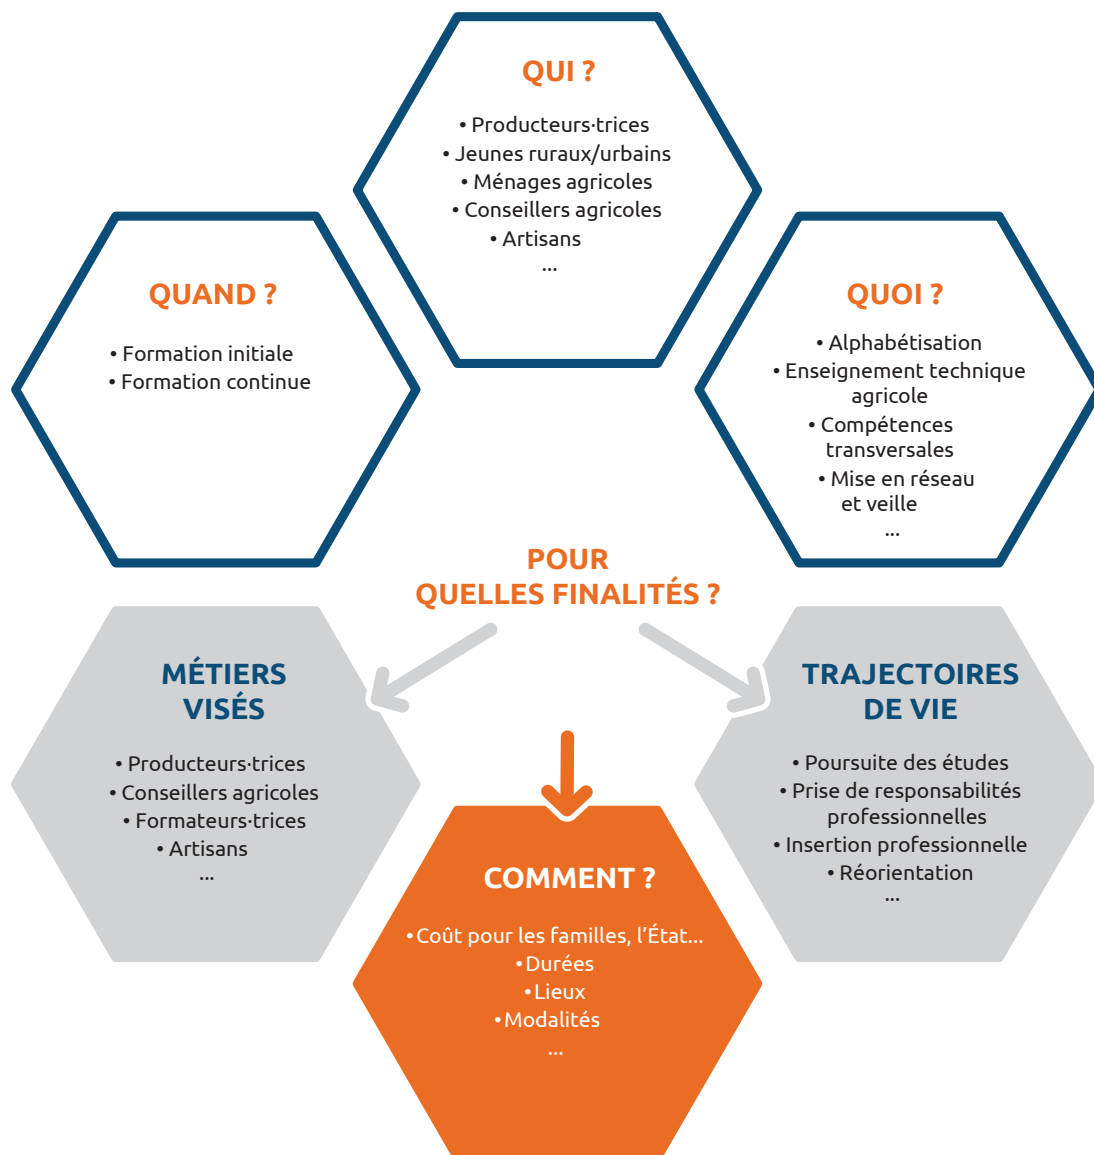 QUI ?
• Producteurs·trices
• Jeunes ruraux/urbains
• Ménages agricoles
• Conseillers agricoles
• Artisans
...
QUAND ?
• Formation initiale
• Formation continue
QUOI ?
• Alphabétisation
• Enseignement technique
agricole
• Compétences
transversales
• Mise en réseau
et veille
...
POUR
QUELLES FINALITÉS ?
MÉTIERS
VISÉS
• Producteurs·trices
• Conseillers agricoles
• Formateurs·trices
• Artisans
...
TRAJECTOIRES
DE VIE
• Poursuite des études
• Prise de responsabilités
professionnelles
• Insertion professionnelle
• Réorientation
...
COMMENT ?
• Coût pour les familles, l’État...
• Durées
• Lieux
• Modalités
...